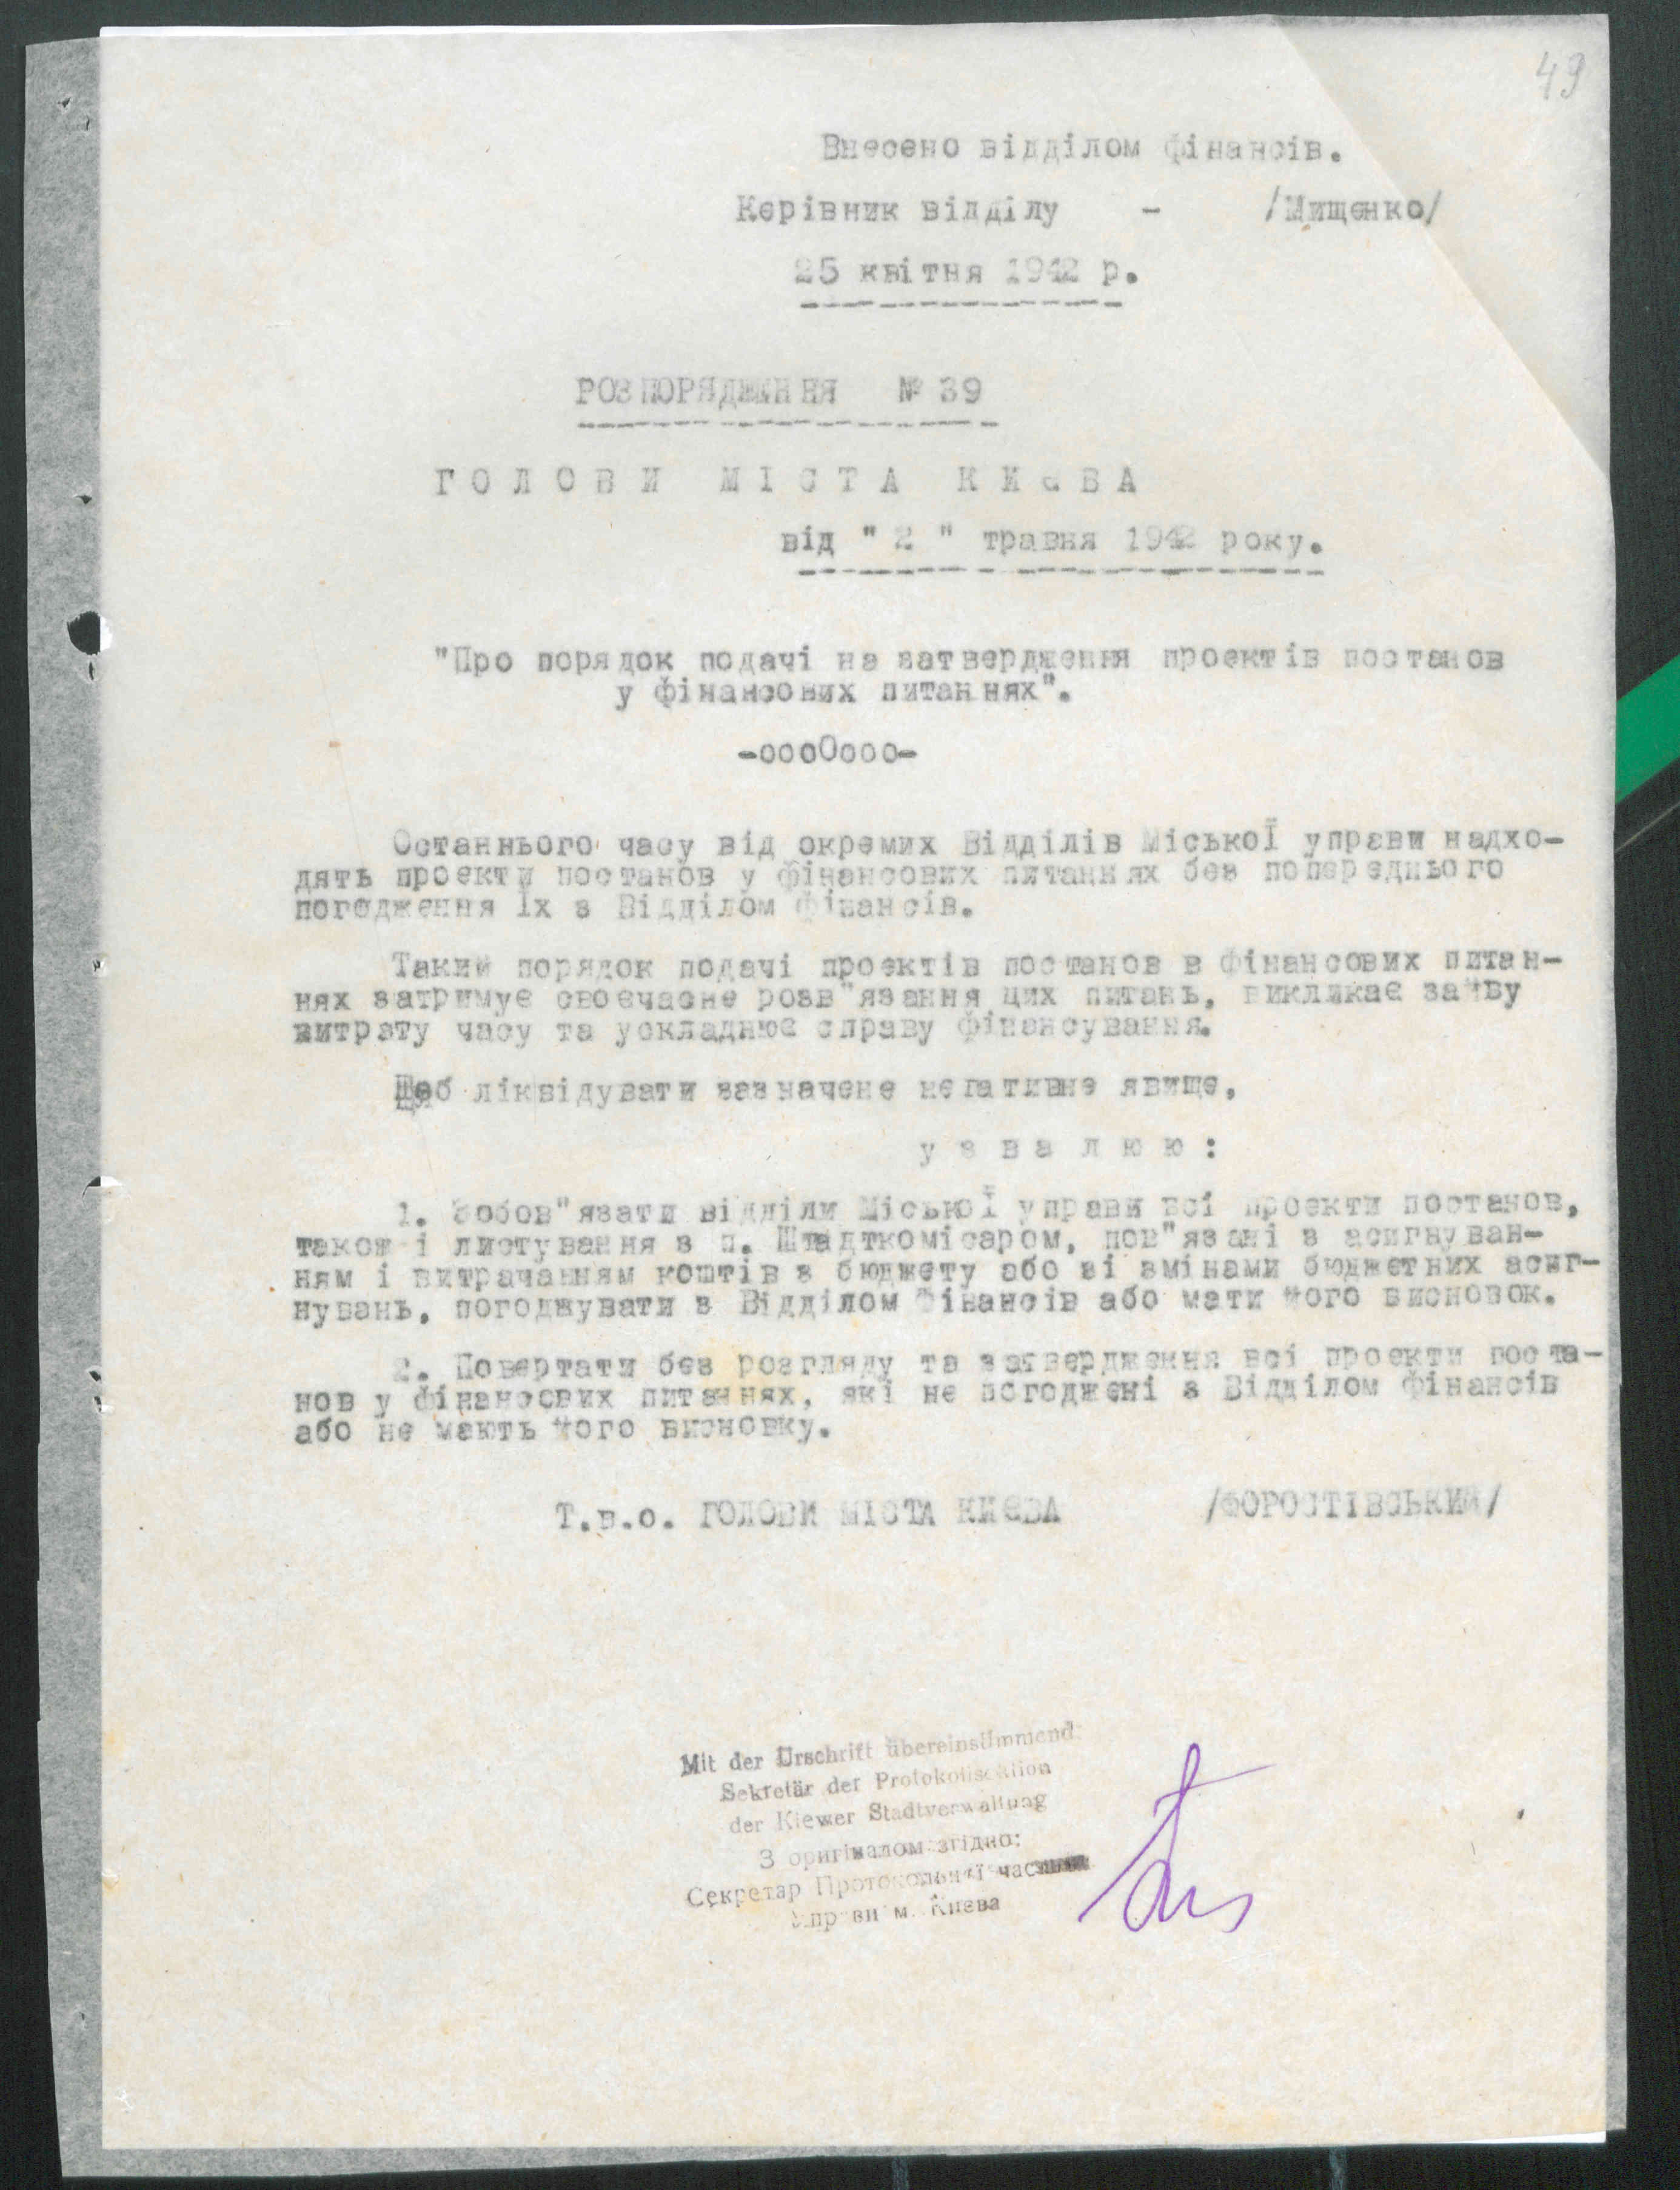 49
Внесено відділом фінансів.
Керівник відділу - /Мищенко/
25 квітня 1942 р.
РОЗПОРЯДЖЕННЯ № 39
ГОЛОВИ МІСТА КИЄВА
від " 2 " травня 1942 року.
"Про порядок подачі на затвердження проектів постанов
у фінансових питаннях".
-оооОооо-
Останнього часу від окремих Відділів Міської управи надхо-
дять проекти постанов у фінансових питаннях без попереднього
погодження їх з Відділом фінансів.
Такий порядок подачі проектів постанов в фінансових питан-
нях затримує своєчасне розв"язання цих питань, викликає зайву
витрату часу та ускладнює справу фінансування.
Щоб ліквідувати зазначене негативне явище,
ухвалюю:
1. Зобов"язати відділи Міської управи всі проекти постанов,
також і листування з п. Штадткомісаром, пов"язані з асигнуван-
ням і витрачанням коштів з бюджету або зі змінами бюджетних асиг-
нувань, погоджувати з Відділом Фінансів або мати його висновок.
2. Повертати без розгляду та затвердження всі проекти поста-
нов у фінансових питаннях, які не погоджені з Відділом фінансів
або не мають його висновку.
Т.в.о. ГОЛОВИ МІСТА КИЄВА /ФОРОСТІВСЬКИЙ/
Mit der Urschrift übereinstimmend:
Sekretär der Protokollsektion
der Kiewer Stadtverwaltung
З оригіналом згідно:
Секретар Протокольної частини
Управи м. Києва